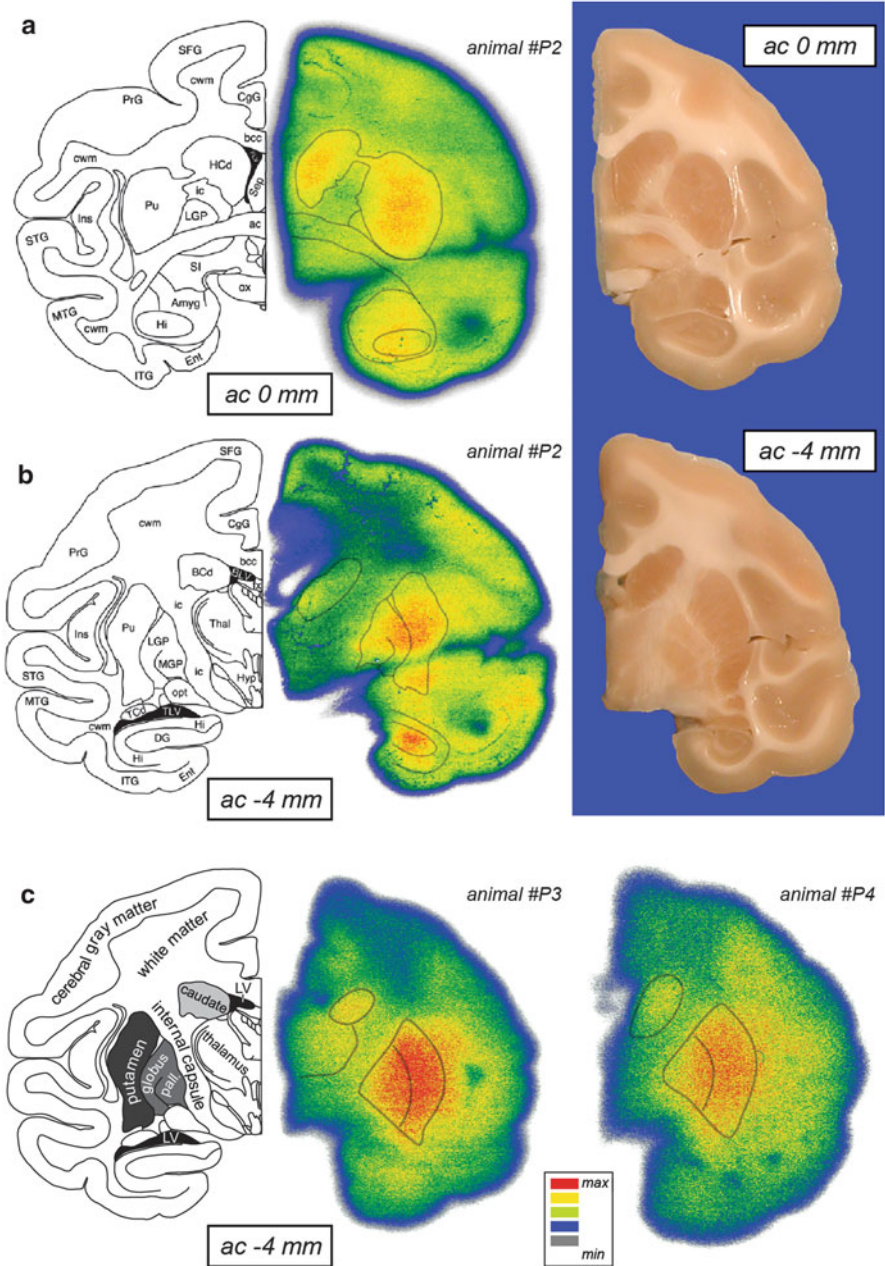 a
SFG
cwm
PrG
CgG
cwm
bcc
HCd
Sep
ic
Pu
LGP
Ins
ac
STG
SI
ox
Amyg
MTG
Hi
cwm
Ent
ITG
ac 0 mm
animal #P2
ac 0 mm
b
SFG
cwm
CgG
PrG
bcc
BCd
BLV
fx
ic
Ins
Pu
Thal
LGP
MGP
ic
Hyp
STG
opt
MTG
TCd
TLV
cwm
Hi
DG
Hi
Ent
ITG
ac -4 mm
animal #P2
ac -4 mm
c
cerebral gray matter
white matter
LV
caudate
internal capsule
thalamus
putamen
globus
pall.
LV
ac -4 mm
animal #P3
animal #P4
max
min